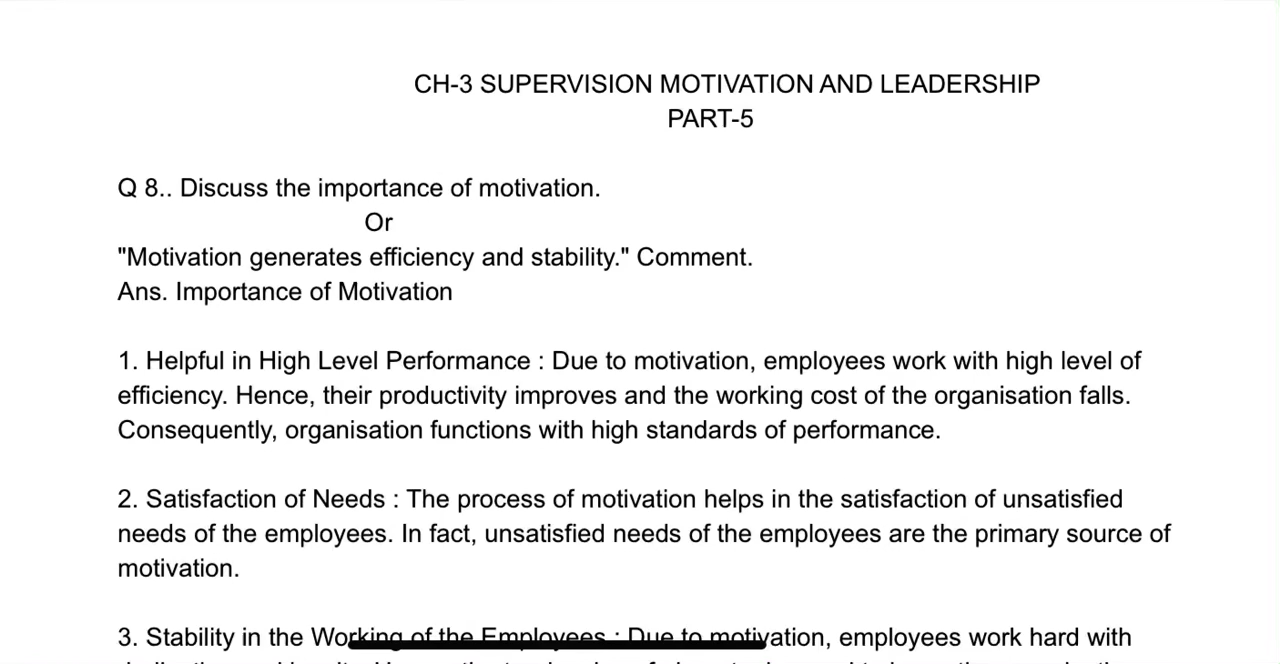 CH-3 SUPERVISION MOTIVATION AND LEADERSHIP
PART-5
Q 8.. Discuss the importance of motivation.
Or
"Motivation generates efficiency and stability." Comment.
Ans. Importance of Motivation
1. Helpful in High Level Performance : Due to motivation, employees work with high level of
efficiency. Hence, their productivity improves and the working cost of the organisation falls.
Consequently, organisation functions with high standards of performance.
2. Satisfaction of Needs : The process of motivation helps in the satisfaction of unsatisfied
needs of the employees. In fact, unsatisfied needs of the employees are the primary source of
motivation.
3. Stability in the Working of the Employees : Due to motivation, employees work hard with